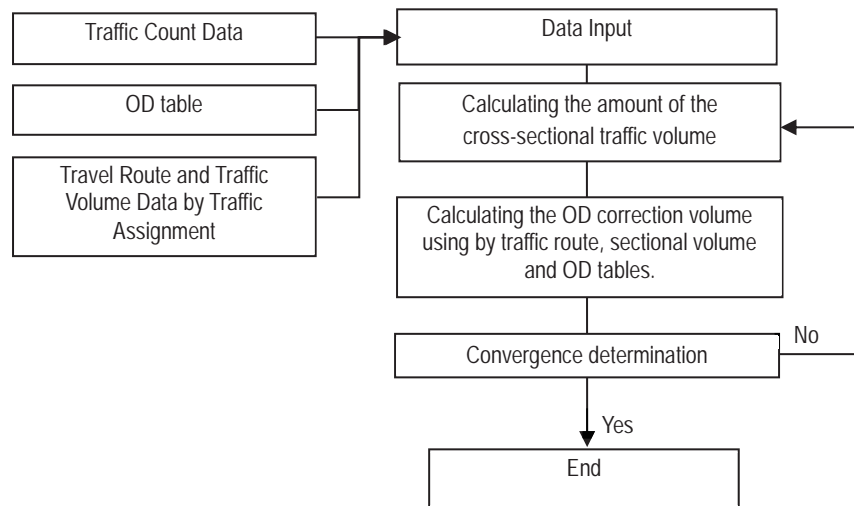 Traffic Count Data
Data Input
OD table
Calculating the amount of the
cross-sectional traffic volume
Travel Route and Traffic
Volume Data by Traffic
Assignment
Calculating the OD correction volume
using by traffic route, sectional volume
and OD tables.
Convergence determination
No
Yes
End